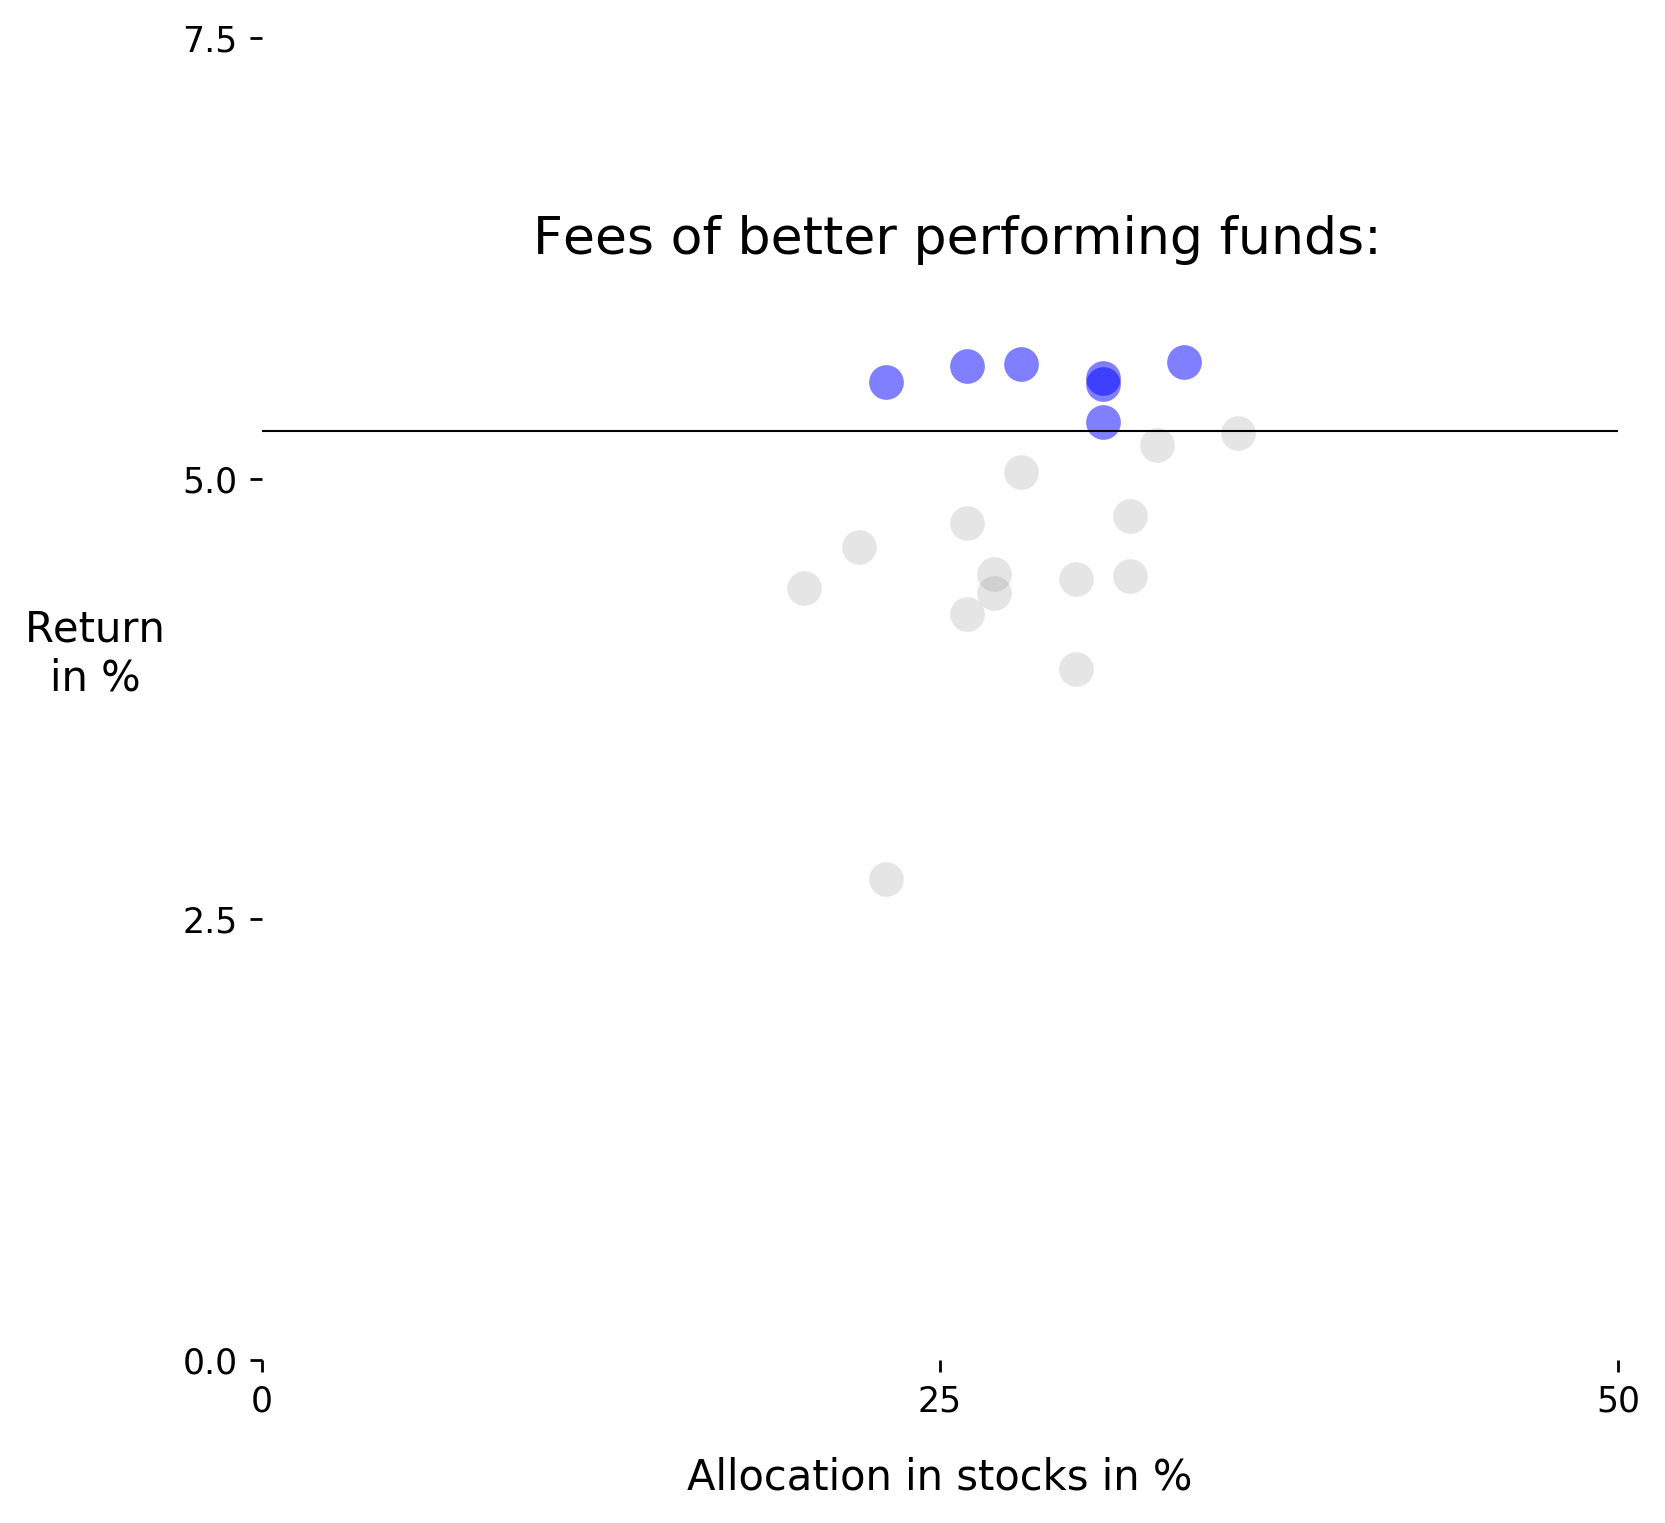 7.5
Fees of better performing funds:
5.0
Return
in %
2.5
0.0
0 25 50
Allocation in stocks in %